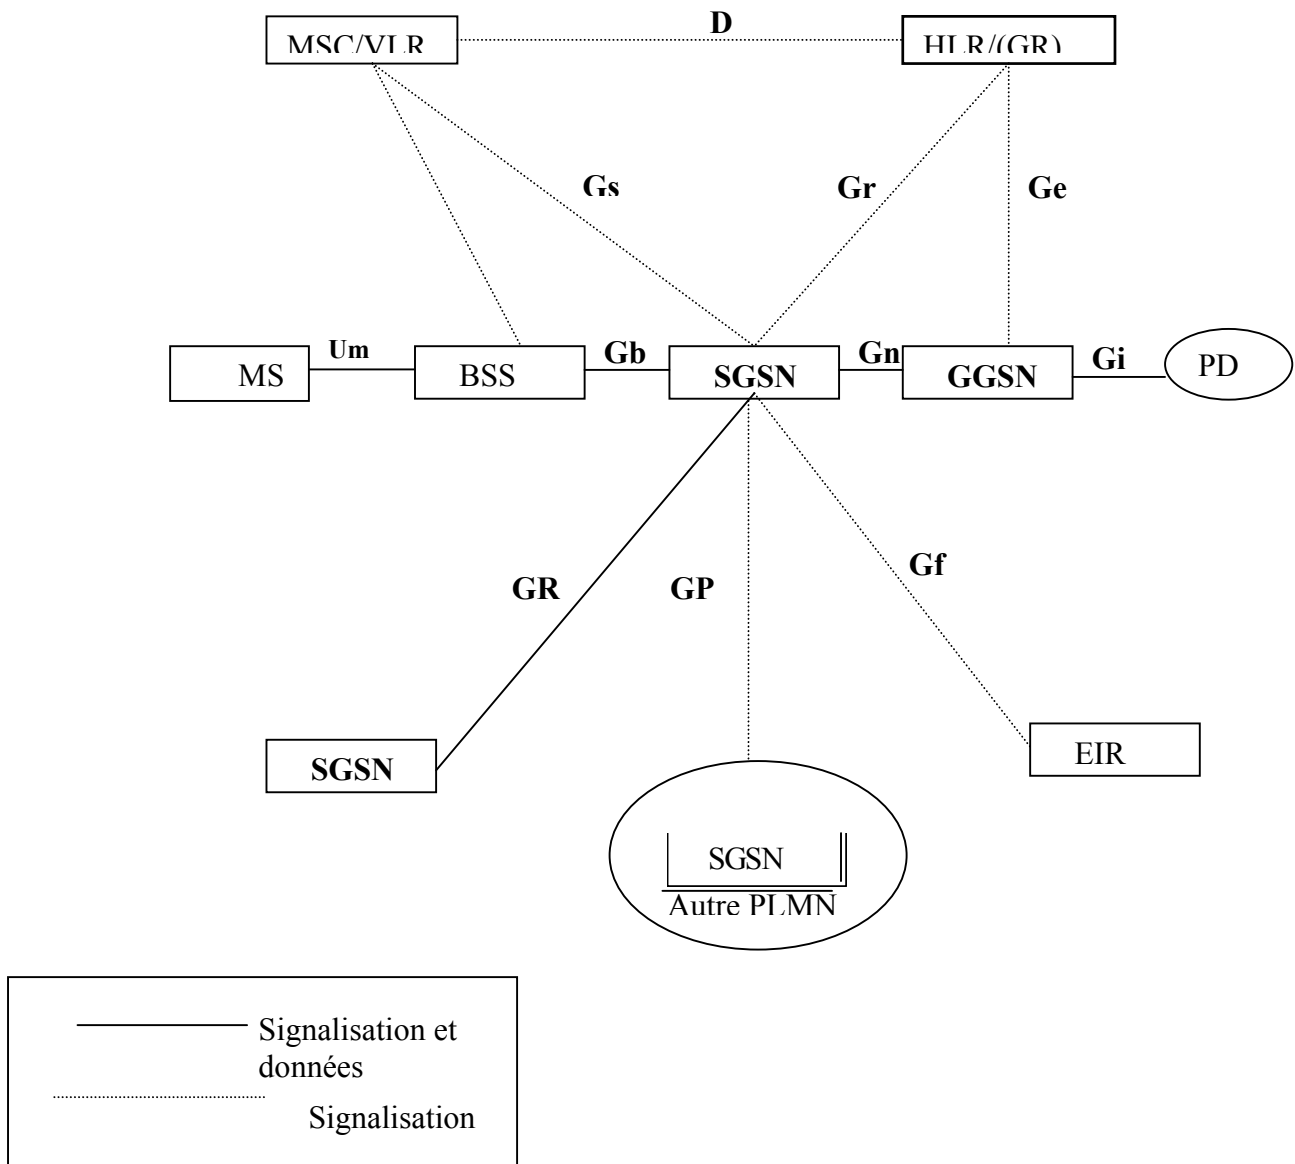 D
MSC/VLR
HLR/(GR)
Gs
Gr
Ge
MS
Um
BSS
Gb
SGSN
Gn
GGSN
Gi
PD
GR
GP
Gf
SGSN
EIR
SGSN
Autre PLMN
Signalisation et
données
Signalisation